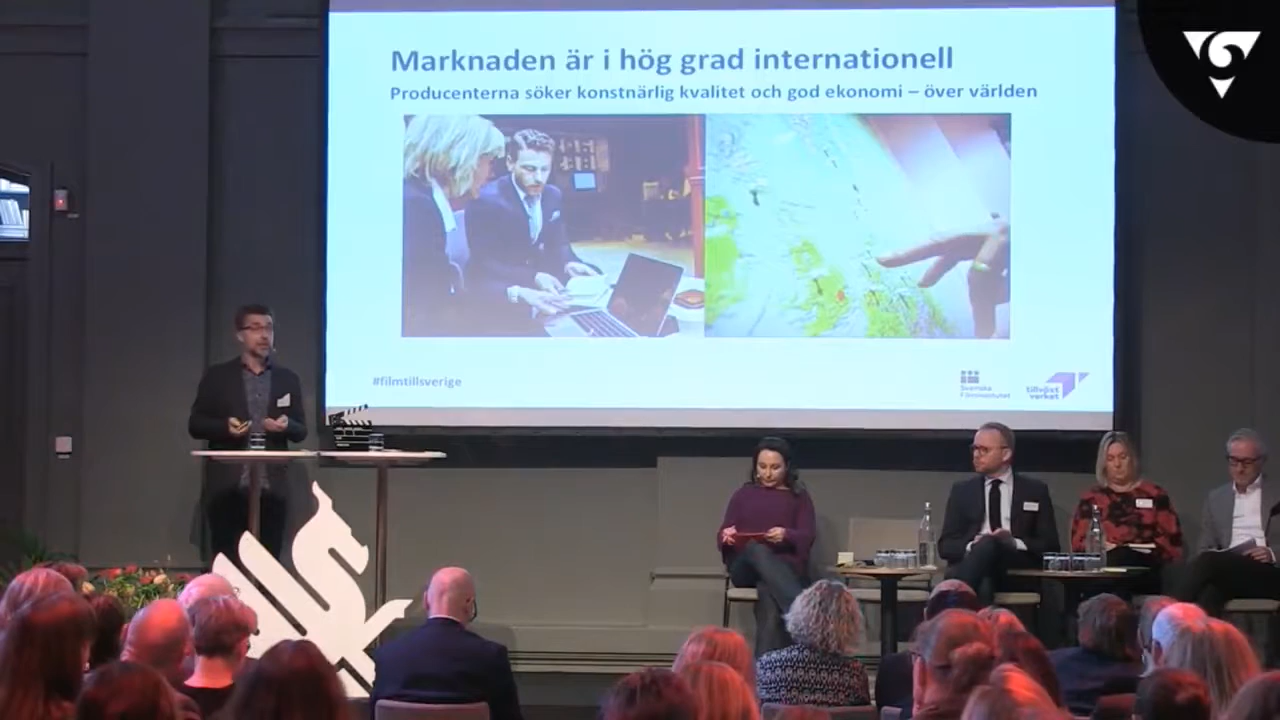 Marknaden är i hög grad internationell
Producenterna söker konstnärlig kvalitet och god ekonomi – över världen
#filmtillsverige
Svenska
Filminstitutet
tillväxt
verket